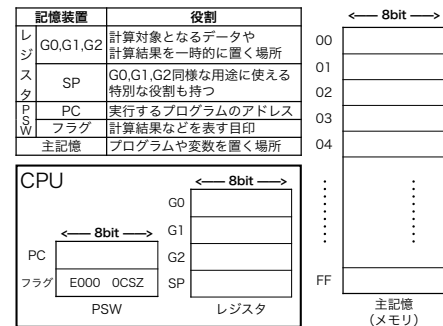 記憶装置 役割
レジスタ G0,G1,G2 計算対象となるデータや
計算結果を一時的に置く場所
SP G0,G1,G2同様な用途に使える
特別な役割も持つ
PSW PC 実行するプログラムのアドレス
フラグ 計算結果などを表す目印
主記憶 プログラムや変数を置く場所
CPU
<—— 8bit ——>
PC
フラグ E000 0CSZ
PSW
<—— 8bit ——>
G0
G1
G2
SP
レジスタ
<—— 8bit ——>
00
01
02
03
04
FF
主記憶
(メモリ)